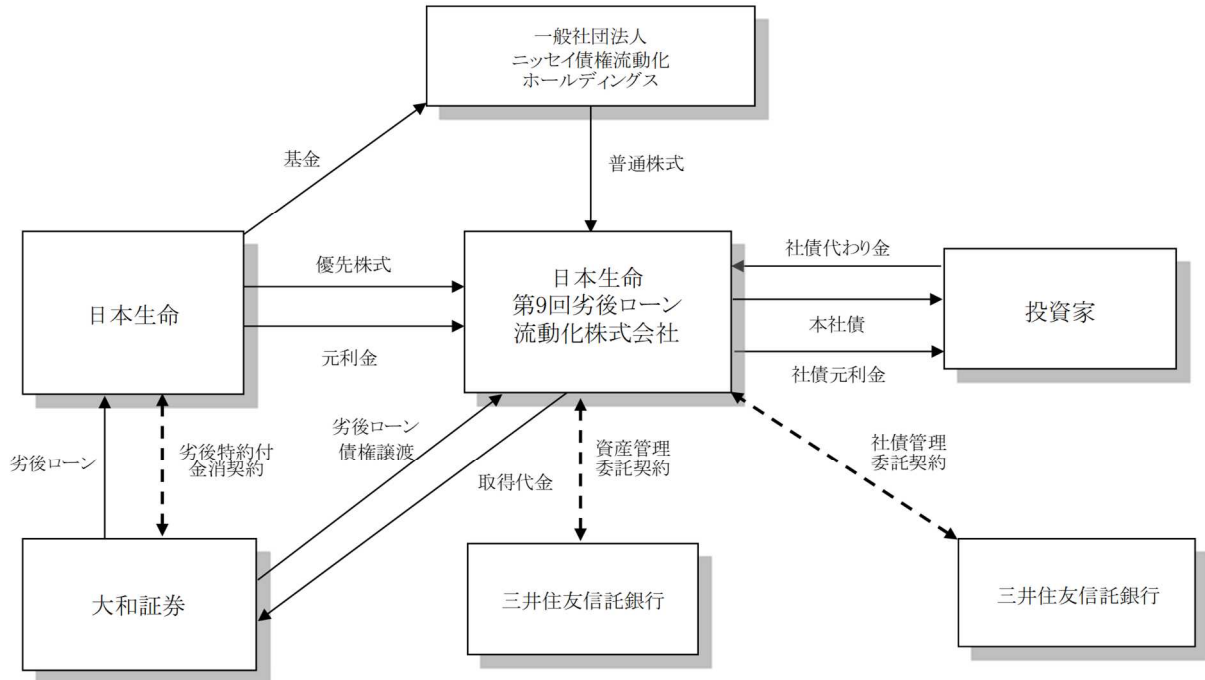 一般社団法人
ニッセイ債権流動化
ホールディングス
基金
普通株式
日本生命
優先株式
元利金
日本生命
第9回劣後ローン
流動化株式会社
社債代わり金
本社債
社債元利金
投資家
劣後ローン
劣後特約付
金消契約
劣後ローン
債権譲渡
取得代金
資産管理
委託契約
社債管理
委託契約
大和証券
三井住友信託銀行
三井住友信託銀行